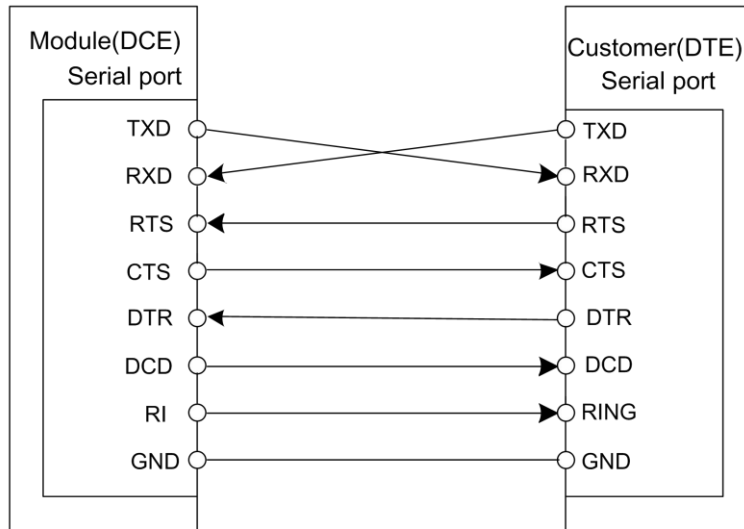 Module(DCE)
Serial port
TXD
RXD
RTS
CTS
DTR
DCD
RI
GND
Customer(DTE)
Serial port
TXD
RXD
RTS
CTS
DTR
DCD
RING
GND